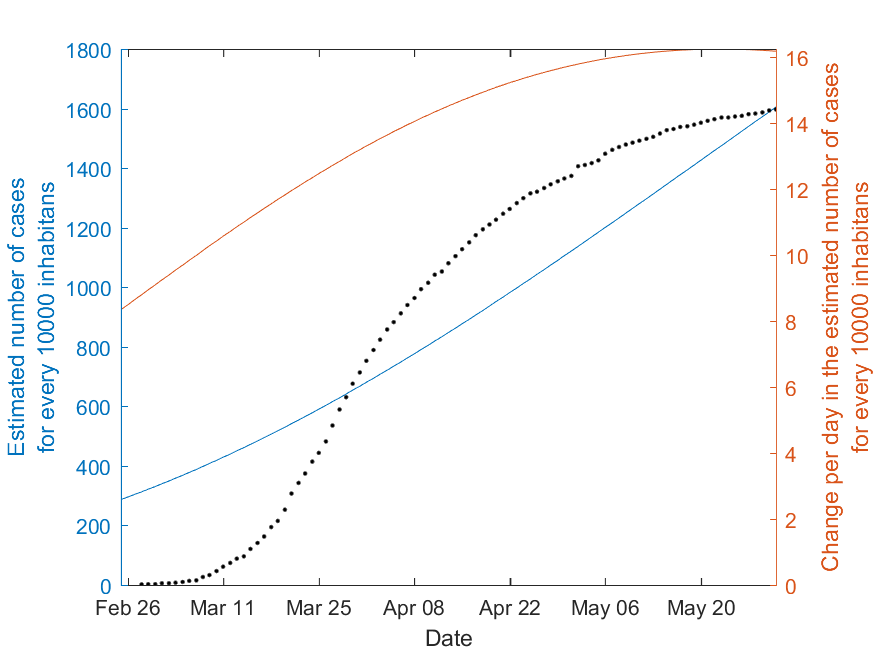 1800
1600
1400
1200
1000
800
600
400
200
0
Estimated number of cases
for every 10000 inhabitans
16
14
12
10
8
6
4
2
0
Change per day in the estimated number of cases
for every 10000 inhabitans
Feb 26
Mar 11
Mar 25
Apr 08
Apr 22
May 06
May 20
Date